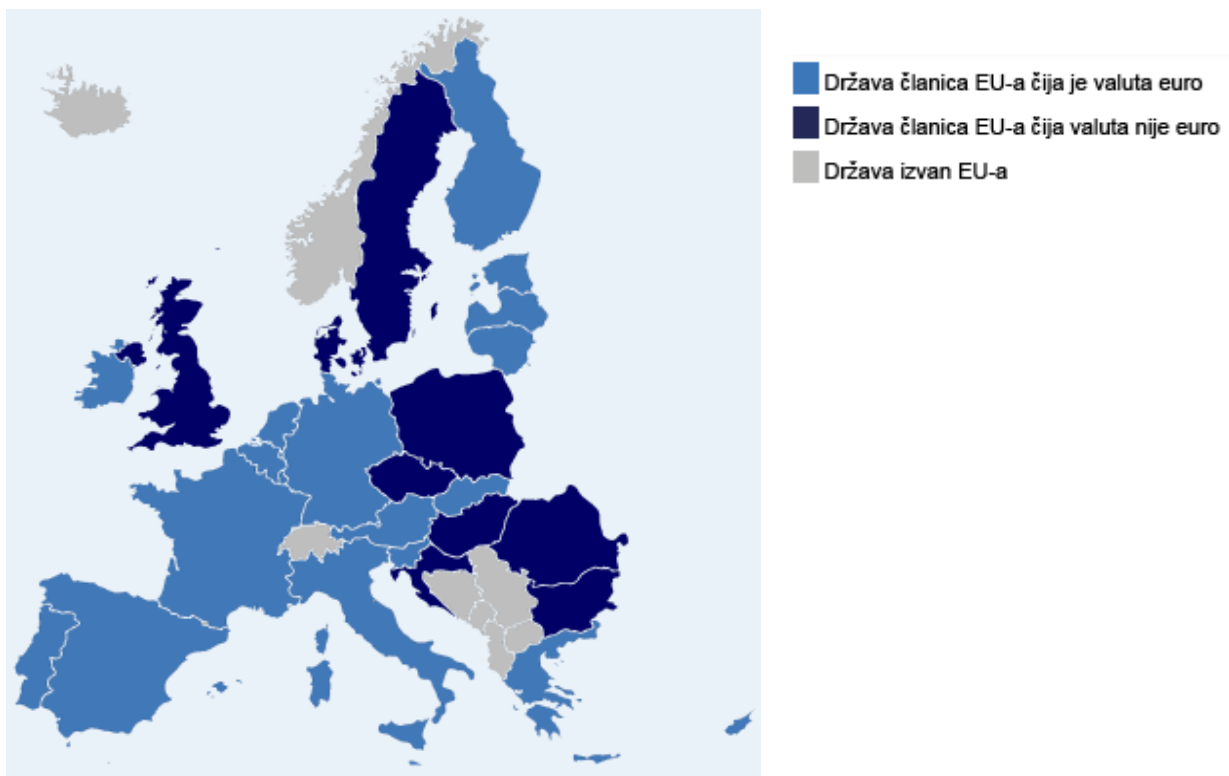 Država članica EU-a čija je valuta euro
Država članica EU-a čija valuta nije euro
Država izvan EU-a